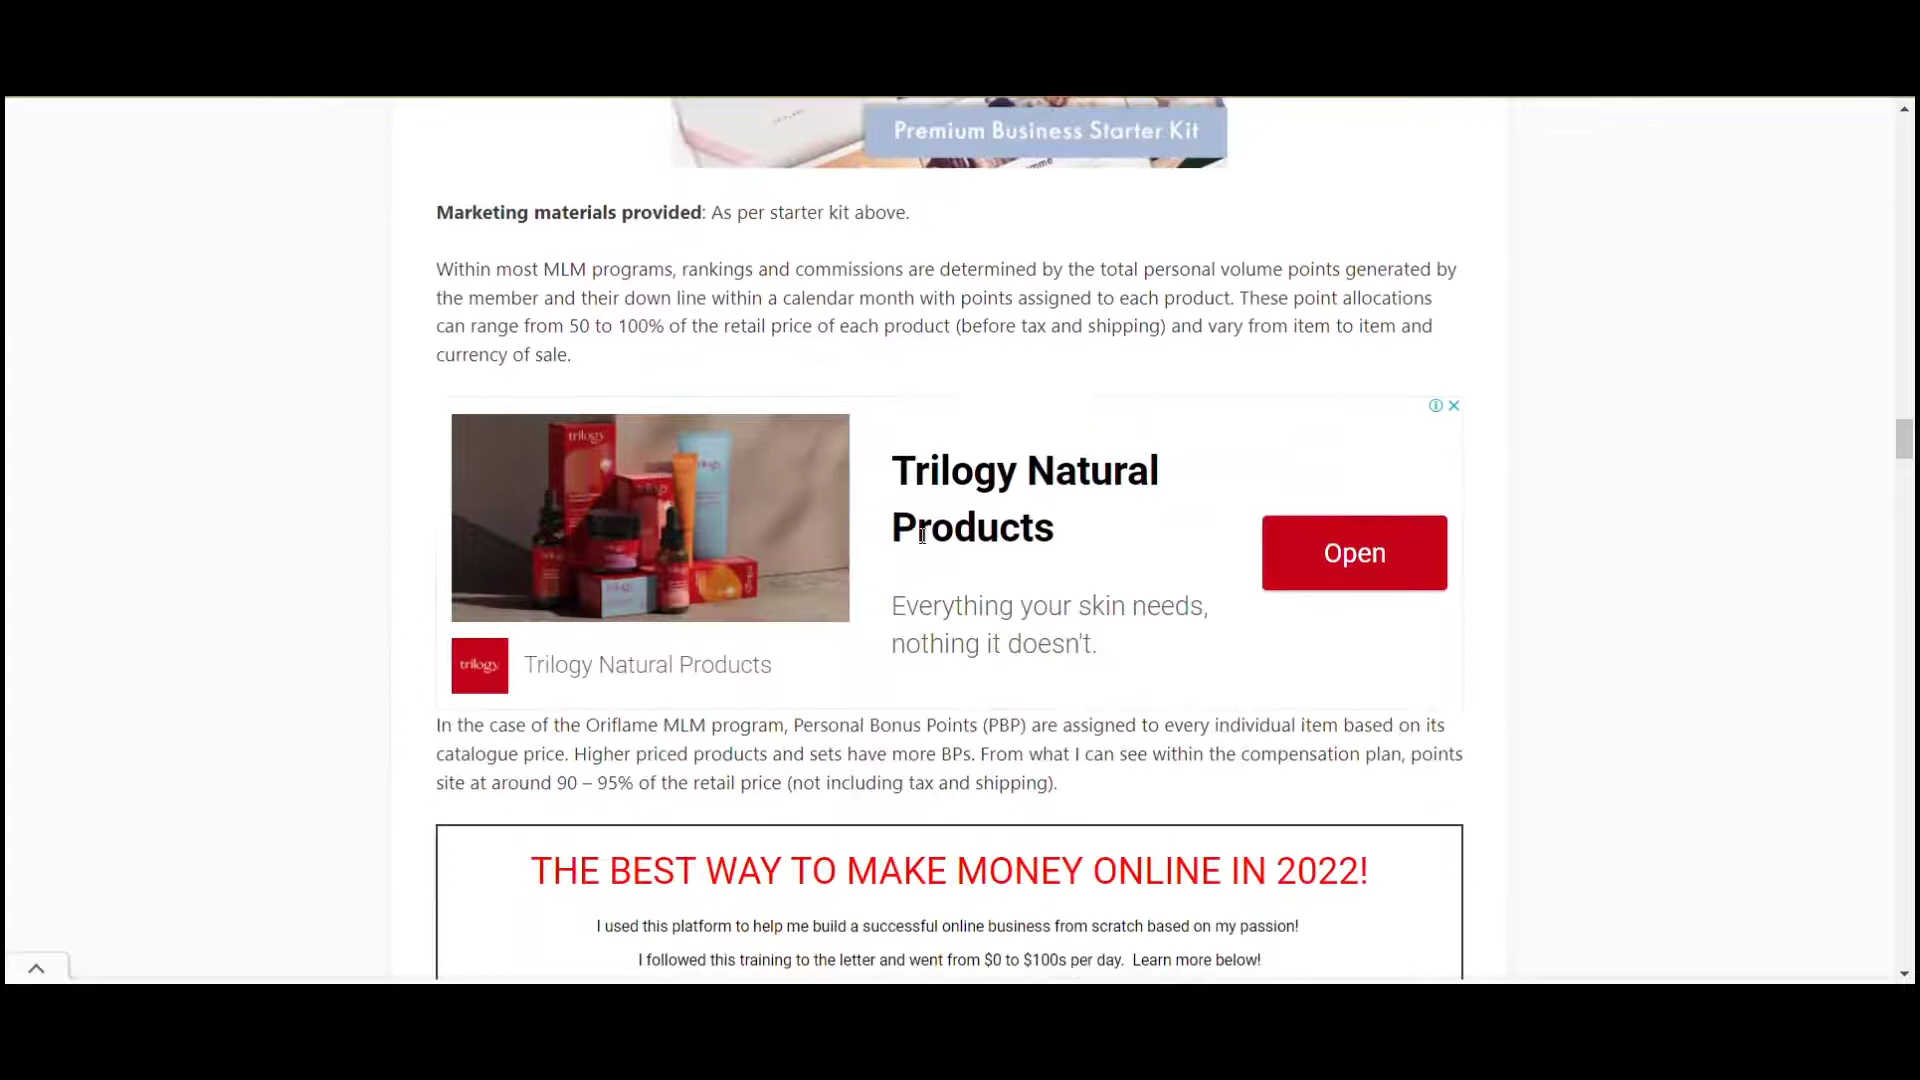 Premium Business Starter Kit
Marketing materials provided: As per starter kit above.
Within most MLM programs, rankings and commissions are determined by the total personal volume points generated by
the member and their down line within a calendar month with points assigned to each product. These point allocations
can range from 50 to 100% of the retail price of each product (before tax and shipping) and vary from item to item and
currency of sale.
trilogy
Trilogy Natural
Products
Open
Everything your skin needs,
nothing it doesn't.
trilogy
Trilogy Natural Products
In the case of the Oriflame MLM program, Personal Bonus Points (PBP) are assigned to every individual item based on its
catalogue price. Higher priced products and sets have more BPs. From what I can see within the compensation plan, points
site at around 90 – 95% of the retail price (not including tax and shipping).
THE BEST WAY TO MAKE MONEY ONLINE IN 2022!
I used this platform to help me build a successful online business from scratch based on my passion!
I followed this training to the letter and went from $0 to $100s per day. Learn more below!